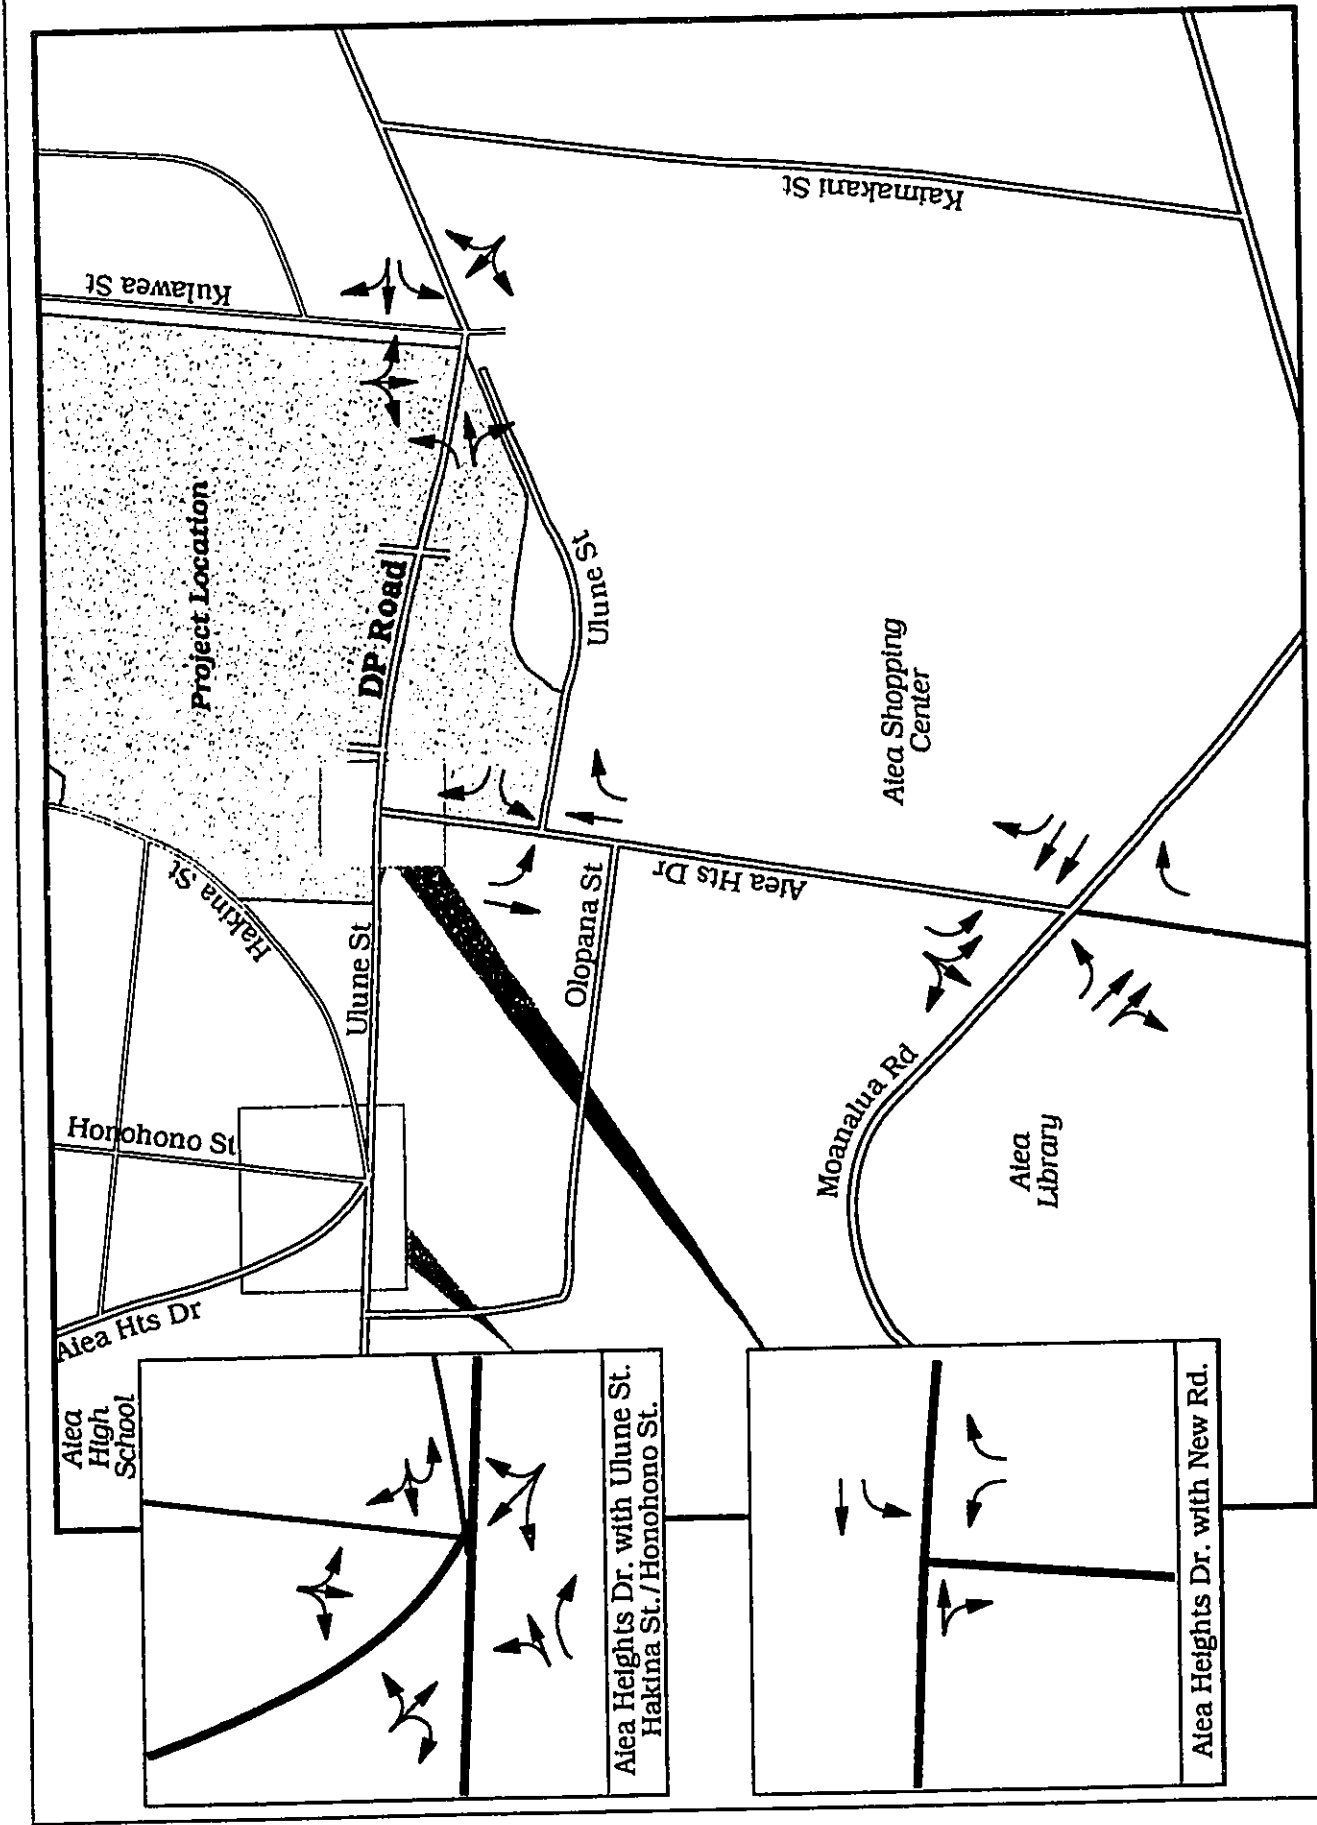 Kulawea St
Kaimakani St
Project Location
DP Road
Ulune St
Aiea Shopping
Center
Hakina St
Ulune St
Olopana St
Aiea Hts Dr
Honohono St
Moanalua Rd
Aiea
Library
Aiea Hts Dr
Aiea
High
School
Aiea Heights Dr. with Ulune St.
Hakina St./Honohono St.
Aiea Heights Dr. with New Rd.